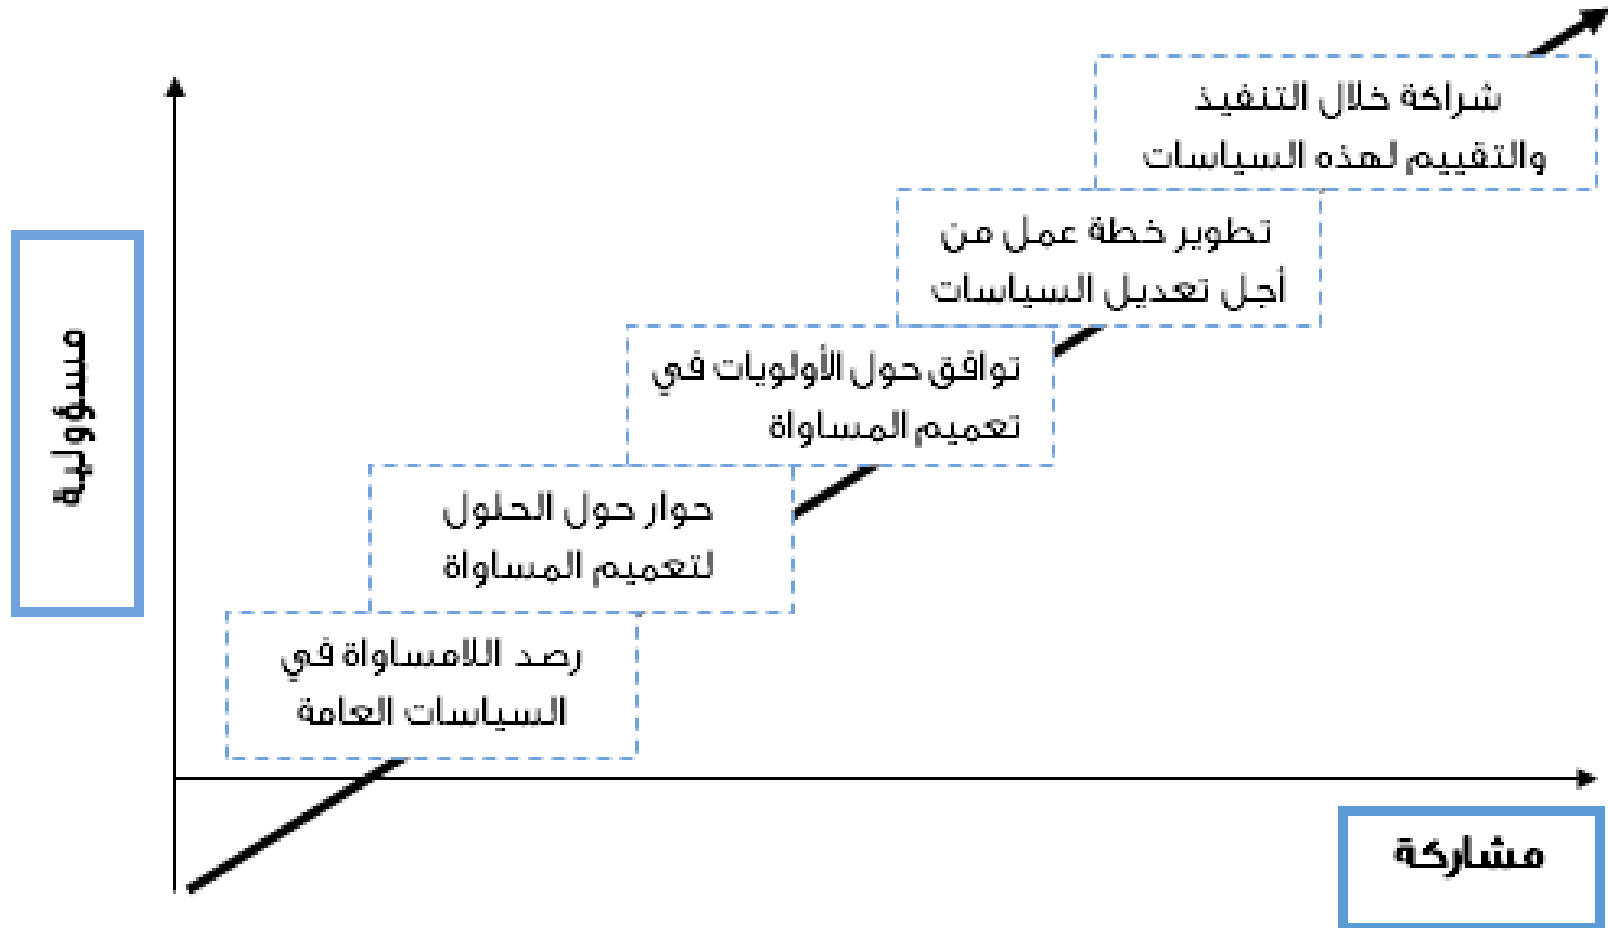 شراكة خلال التنفيذ
والتقييم لهذه السياسات
تطوير خطة عمل من
أجل تعديل السياسات
توافق حول الأولويات في
تعميم المساواة
حوار حول الحلول
لتعميم المساواة
رصد اللامساواة في
السياسات العامة
مسؤولية
مشاركة